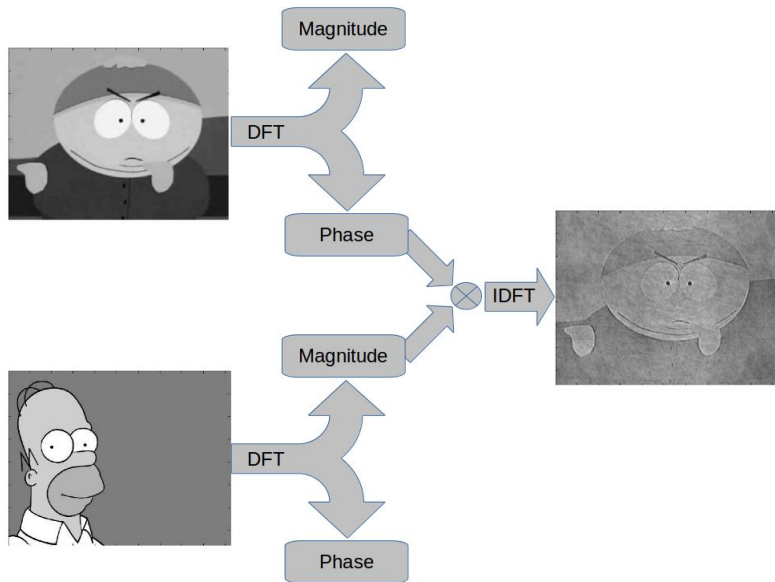 Magnitude
DFT
Phase
IDFT
Magnitude
DFT
Phase